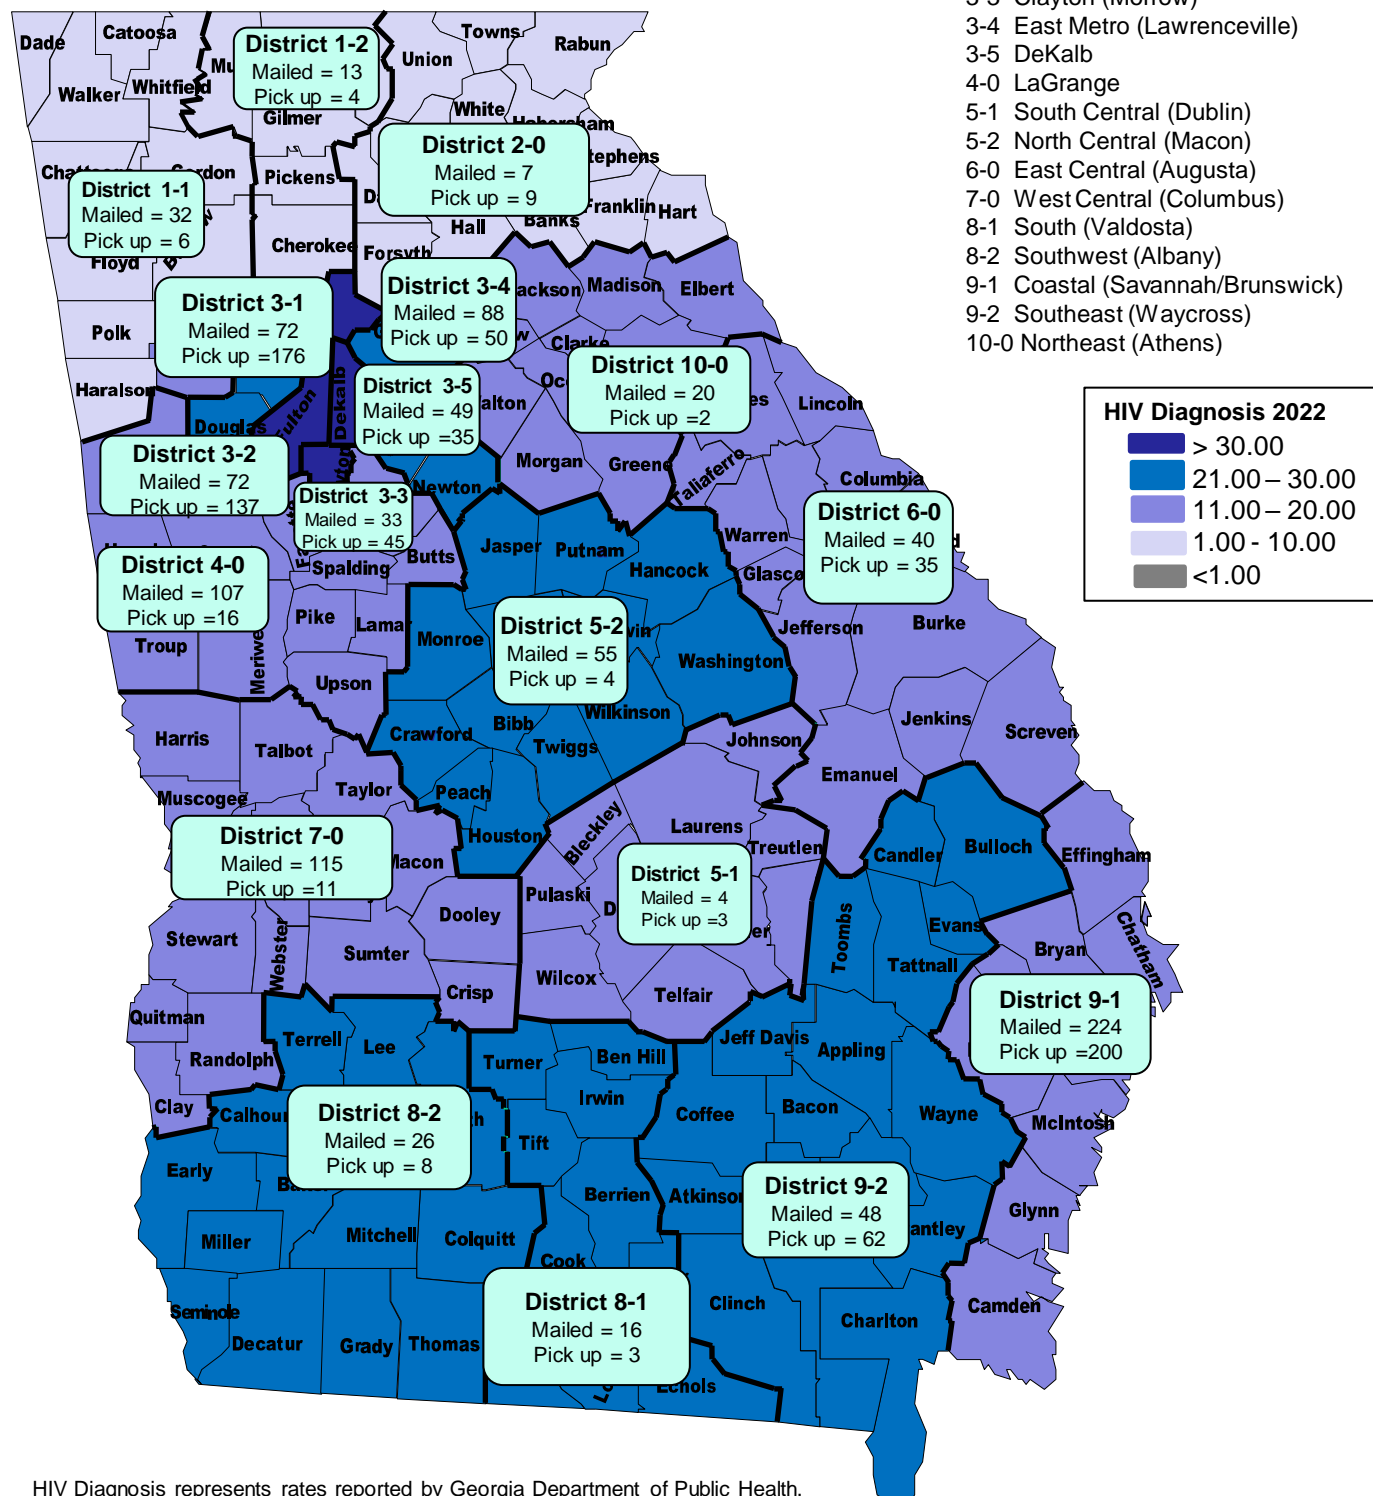 3-4 East Metro (Lawrenceville)
3-5 DeKalb
4-0 LaGrange
5-1 South Central (Dublin)
5-2 North Central (Macon)
6-0 East Central (Augusta)
7-0 West Central (Columbus)
8-1 South (Valdosta)
8-2 Southwest (Albany)
9-1 Coastal (Savannah/Brunswick)
9-2 Southeast (Waycross)
10-0 Northeast (Athens)
HIV Diagnosis 2022
> 30.00
21.00 – 30.00
11.00 – 20.00
1.00 - 10.00
<1.00
Dade
Catoosa
Towns
Union
Rabun
Walker
Whitfield
District 1-2
Mailed = 13
Pick up = 4
Gilmer
White
Habersham
District 2-0
Mailed = 7
Pick up = 9
Gordon
Pickens
District 1-1
Mailed = 32
Pick up = 6
Franklin
Hart
Banks
Hall
Cherokee
Forsyth
Floyd
District 3-1
Mailed = 72
Pick up =176
District 3-4
Mailed = 88
Pick up = 50
Madison
Elbert
Polk
Clarke
Haralson
District 3-5
Mailed = 49
Pick up =35
District 10-0
Mailed = 20
Pick up =2
Lincoln
Dekalb
Fulton
Douglas
District 3-2
Mailed = 72
Pick up = 137
Morgan
Greene
Taliaferro
Columbia
Newton
District 3-3
Mailed = 33
Pick up = 45
District 6-0
Mailed = 40
Pick up = 35
Warren
Jasper
Putnam
Hancock
Butts
Spalding
District 4-0
Mailed = 107
Pick up =16
Pike
Monroe
District 5-2
Mailed = 55
Pick up = 4
Jefferson
Burke
Troup
Upson
Washington
Wilkinson
Harris
Talbot
Crawford
Bibb
Twiggs
Johnson
Jenkins
Screven
Muscogee
Taylor
Peach
Houston
Emanuel
Bleckley
Laurens
Treutlen
Candler
Bulloch
Effingham
District 7-0
Mailed = 115
Pick up =11
Macon
District 5-1
Mailed = 4
Pick up =3
Pulaski
Dooley
Toombs
Evans
Stewart
Webster
Sumter
Wilcox
Tattnall
Bryan
Chatham
Crisp
Telfair
District 9-1
Mailed = 224
Pick up =200
Quitman
Randolph
Terrell
Lee
Turner
Ben Hill
Jeff Davis
Appling
Irwin
Coffee
Bacon
Wayne
McIntosh
Clay
District 8-2
Mailed = 26
Pick up = 8
Tift
Early
Berrien
District 9-2
Mailed = 48
Pick up = 62
Glynn
Miller
Mitchell
Colquitt
Cook
Seminole
Decatur
Grady
Thomas
District 8-1
Mailed = 16
Pick up = 3
Clinch
Charlton
Camden
Echols
HIV Diagnosis represents rates reported by Georgia Department of Public Health.